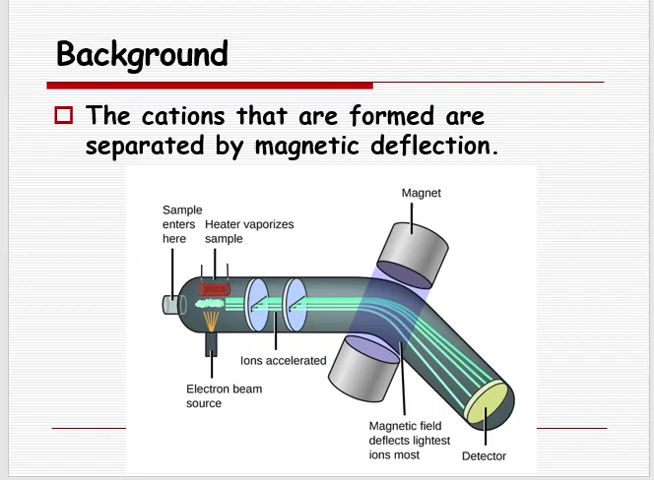 Background
The cations that are formed are
separated by magnetic deflection.
Magnet
Sample
enters
here
Heater vaporizes
sample
Ions accelerated
Electron beam
source
Magnetic field
deflects lightest
ions most
Detector